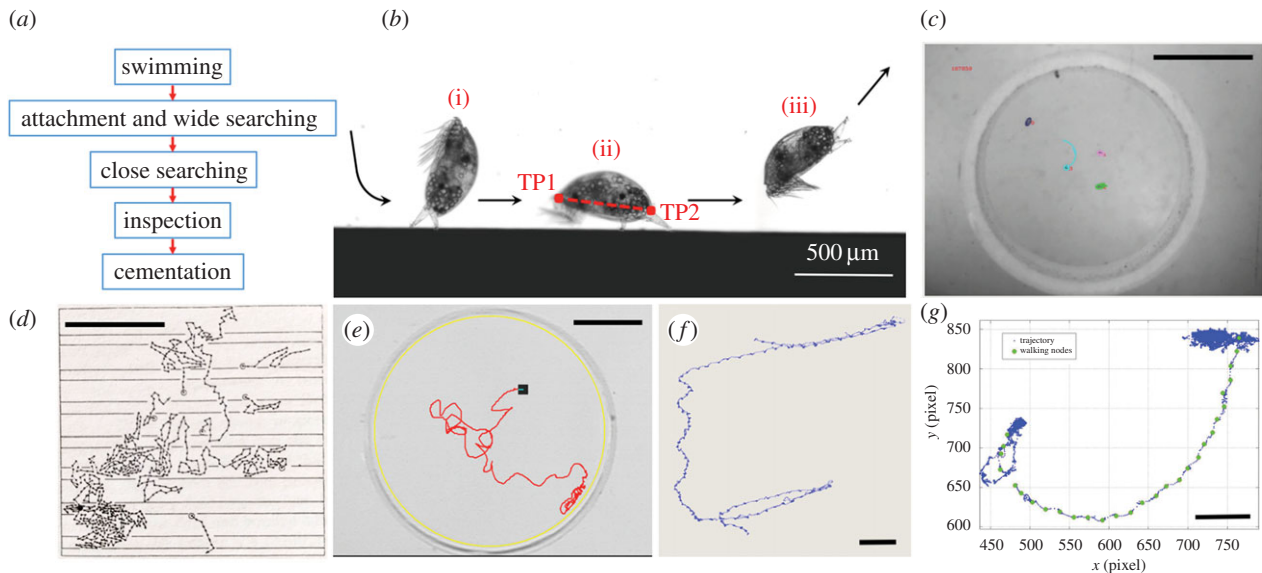 (a)
swimming
attachment and wide searching
close searching
inspection
cementation
(b)
(i)
(ii)
(iii)
TP1
TP2
500 µm
(c)
(d)
(e)
(f)
(g)
850
800
750
700
650
600
y (pixel)
trajectory
walking nodes
450 500 550 600 650 700 750
x (pixel)